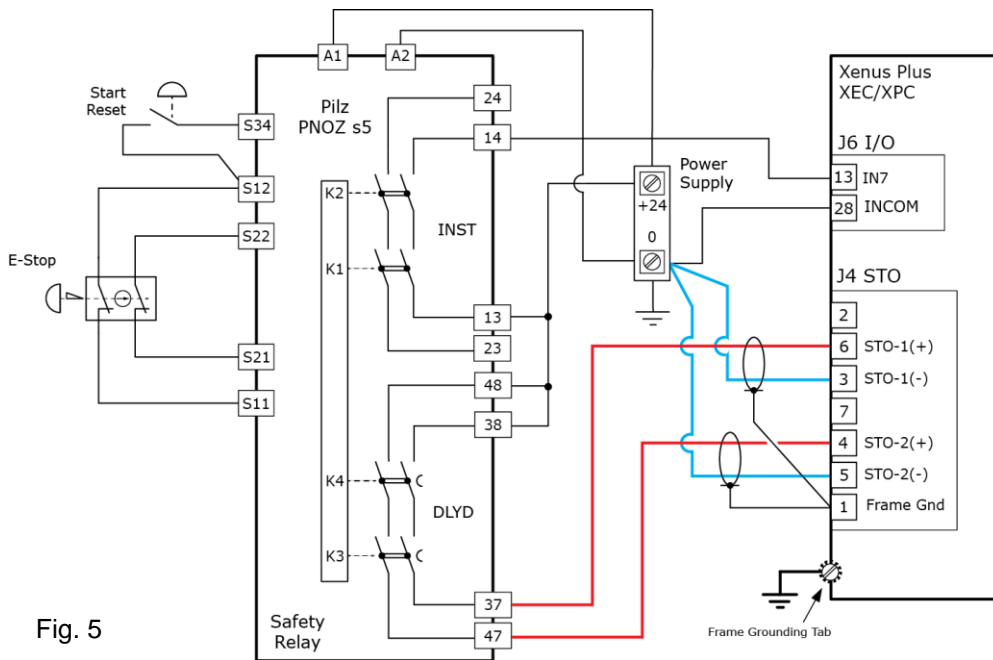 A1
A2
Start
Reset
S34
S12
S22
E-Stop
S21
S11
Pilz
PNOZ s5
24
14
K2
INST
K1
13
23
48
38
K4
DLYD
K3
37
47
Safety
Relay
Power
Supply
+24
0
Xenus Plus
XEC/XPC
J6 I/O
13 IN7
28 INCOM
J4 STO
2
6 STO-1(+)
3 STO-1(-)
7
4 STO-2(+)
5 STO-2(-)
1 Frame Gnd
Frame Grounding Tab
Fig. 5